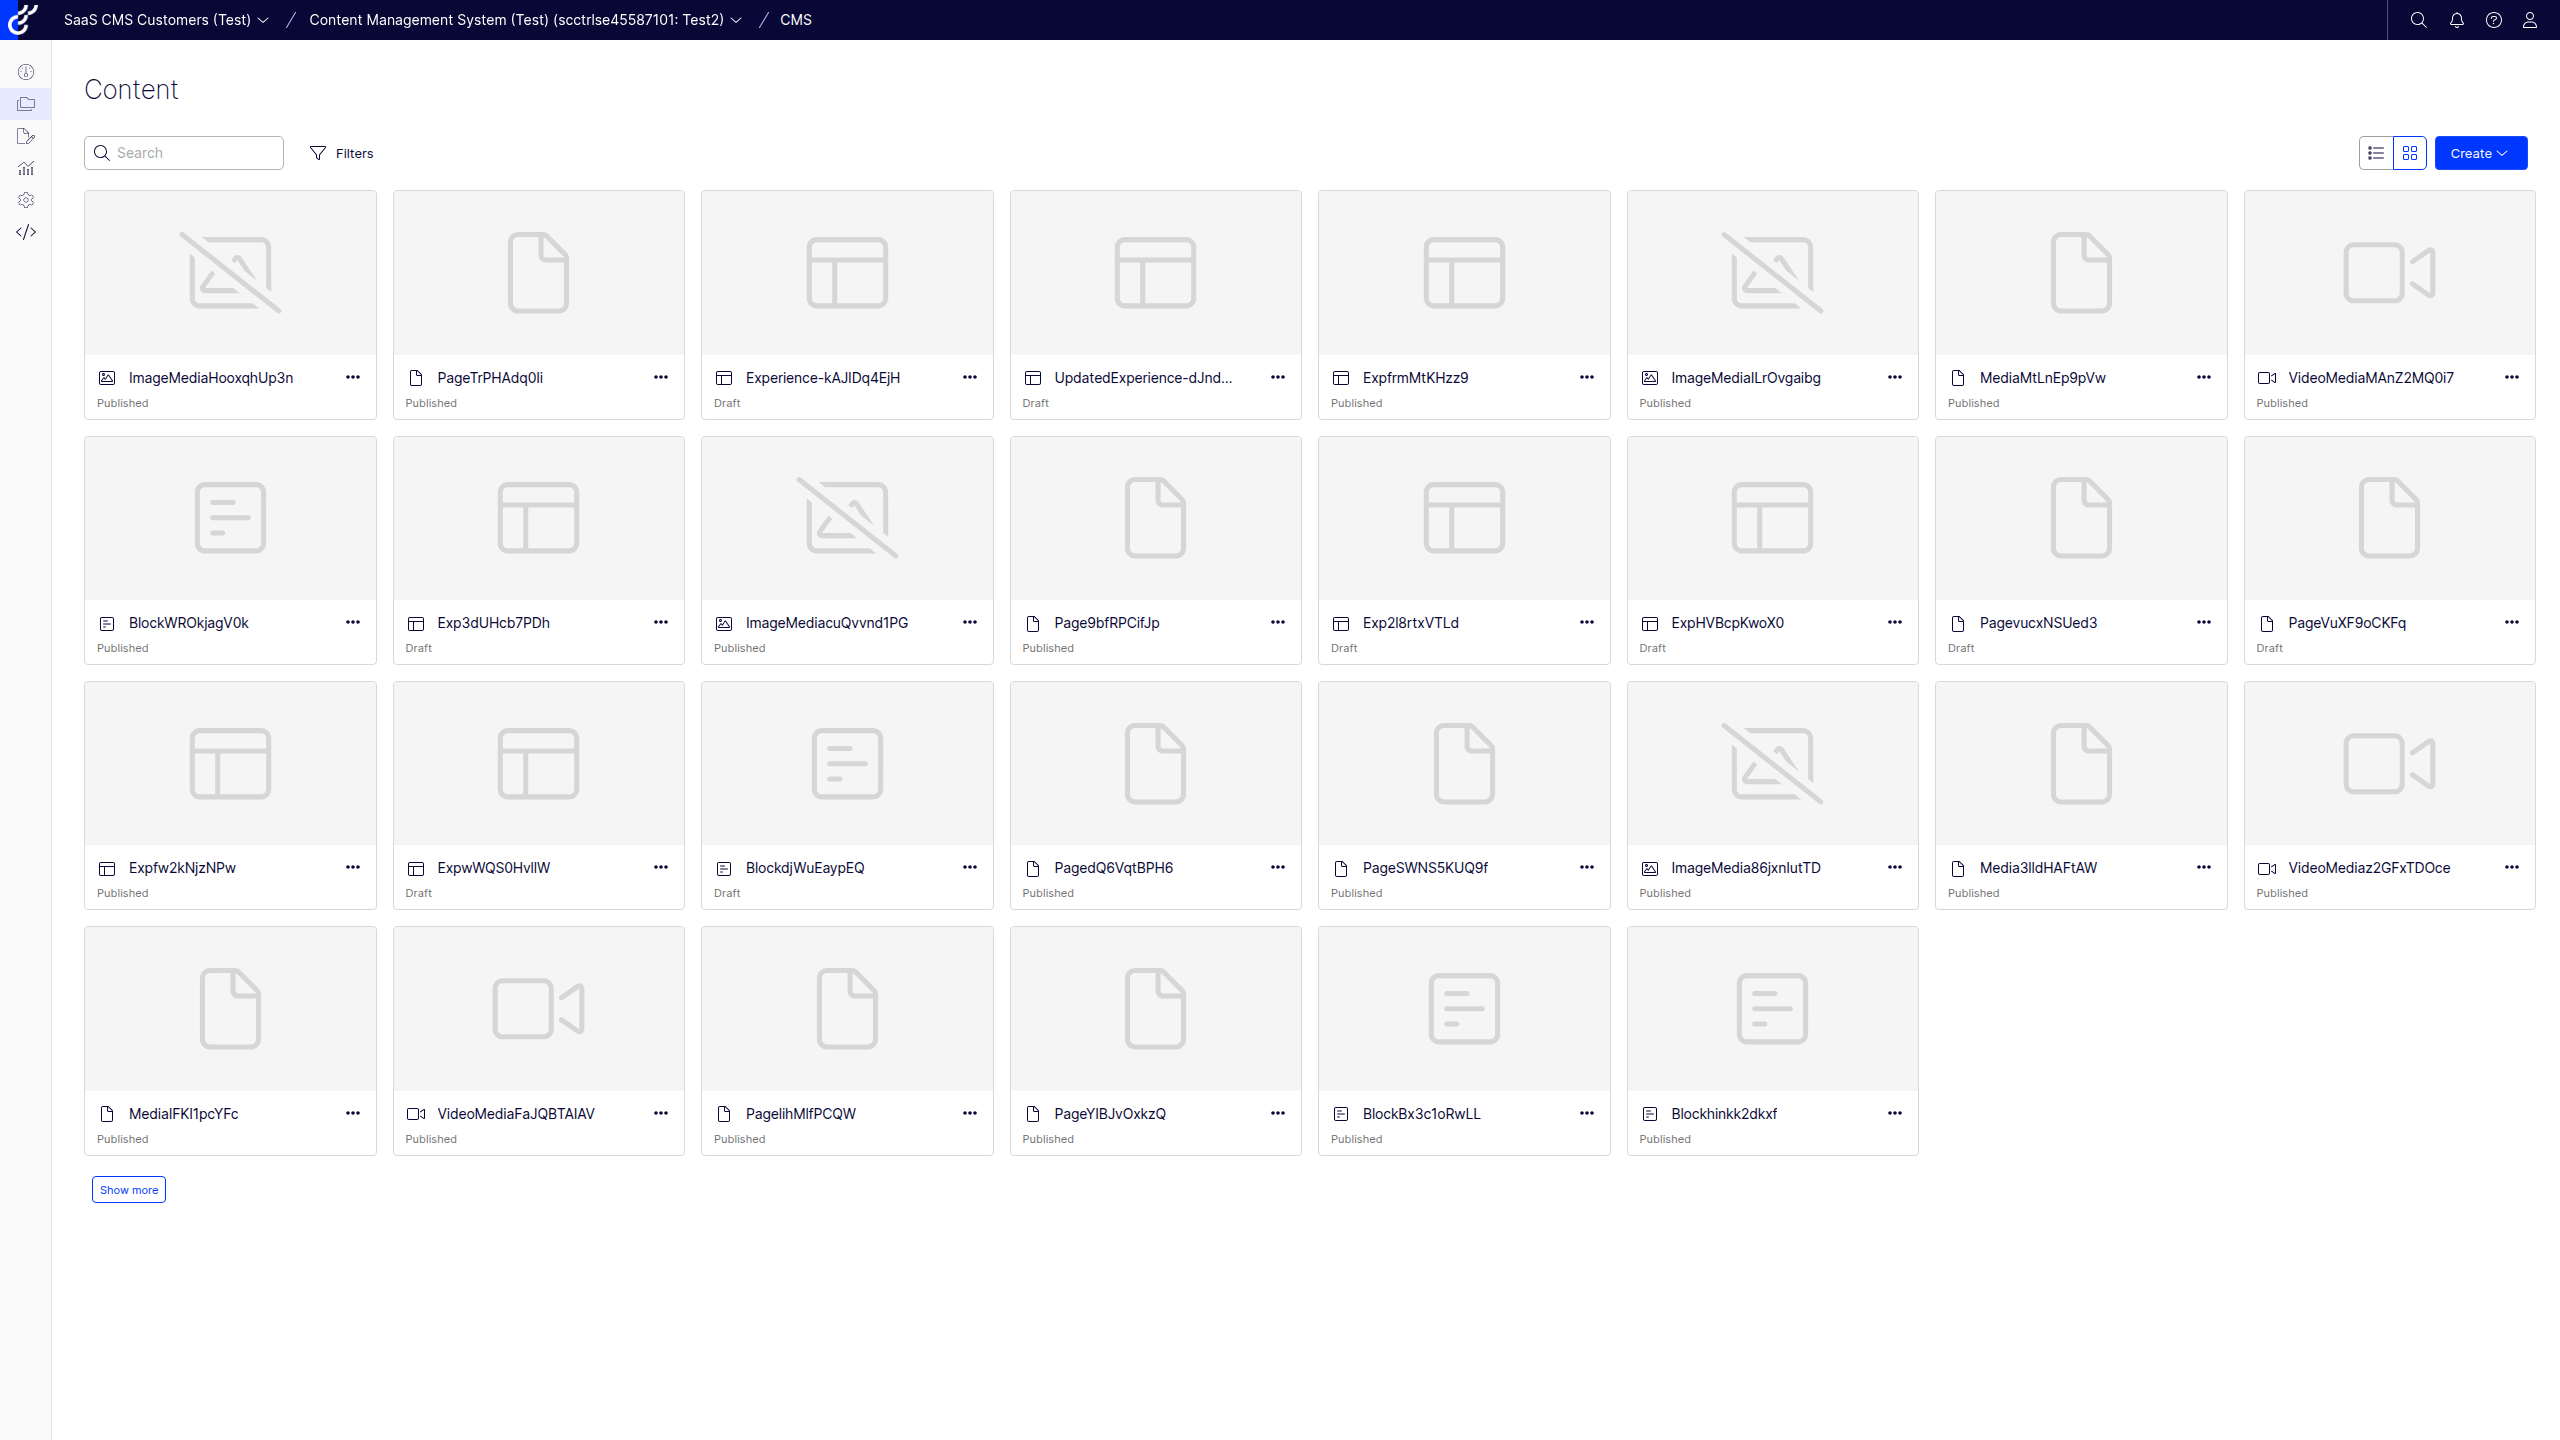 SaaS CMS Customers (Test) / Content Management System (Test) (scctrlse45587101: Test2) / CMS
Content
Search Filters Create
ImageMediaHooxqhUp3n PageTrPHAdq0Ii Experience-kAJIDq4EjH UpdatedExperience-dJnd... ExpfrmMtKHzz9 ImageMediaILrOvgaibg MediaMtLnEp9pVw VideoMediaMAnZ2MQ0i7
Published Published Draft Draft Published Published Published Published
BlockWROkjagV0k Exp3dUHcb7PDh ImageMediacuQvvnd1PG Page9bfRPCifJp Exp2I8rtxVTLd ExpHVBcpKwoX0 PagevucxNSUed3 PageVuXF9oCKFq
Published Draft Published Published Draft Draft Draft Draft
Expfw2kNjzNPw ExpwWQS0HvllW BlockdjWuEaypEQ PagedQ6VqtBPH6 PageSWNS5KUQ9f ImageMedia86jxnIutTD Media3lldHAFtAW VideoMediaz2GFxTDOce
Published Draft Draft Published Published Published Published Published
MediaIFKI1pcYFc VideoMediaFaJQBTAIAV PagelihMlfPCQW PageYIBJvOxkzQ BlockBx3c1oRwLL Blockhinkk2dkxf
Published Published Published Published Published Published
Show more